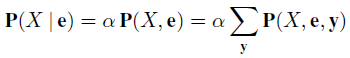 P(X | e) = α P(X, e) = α ∑_y P(X, e, y)